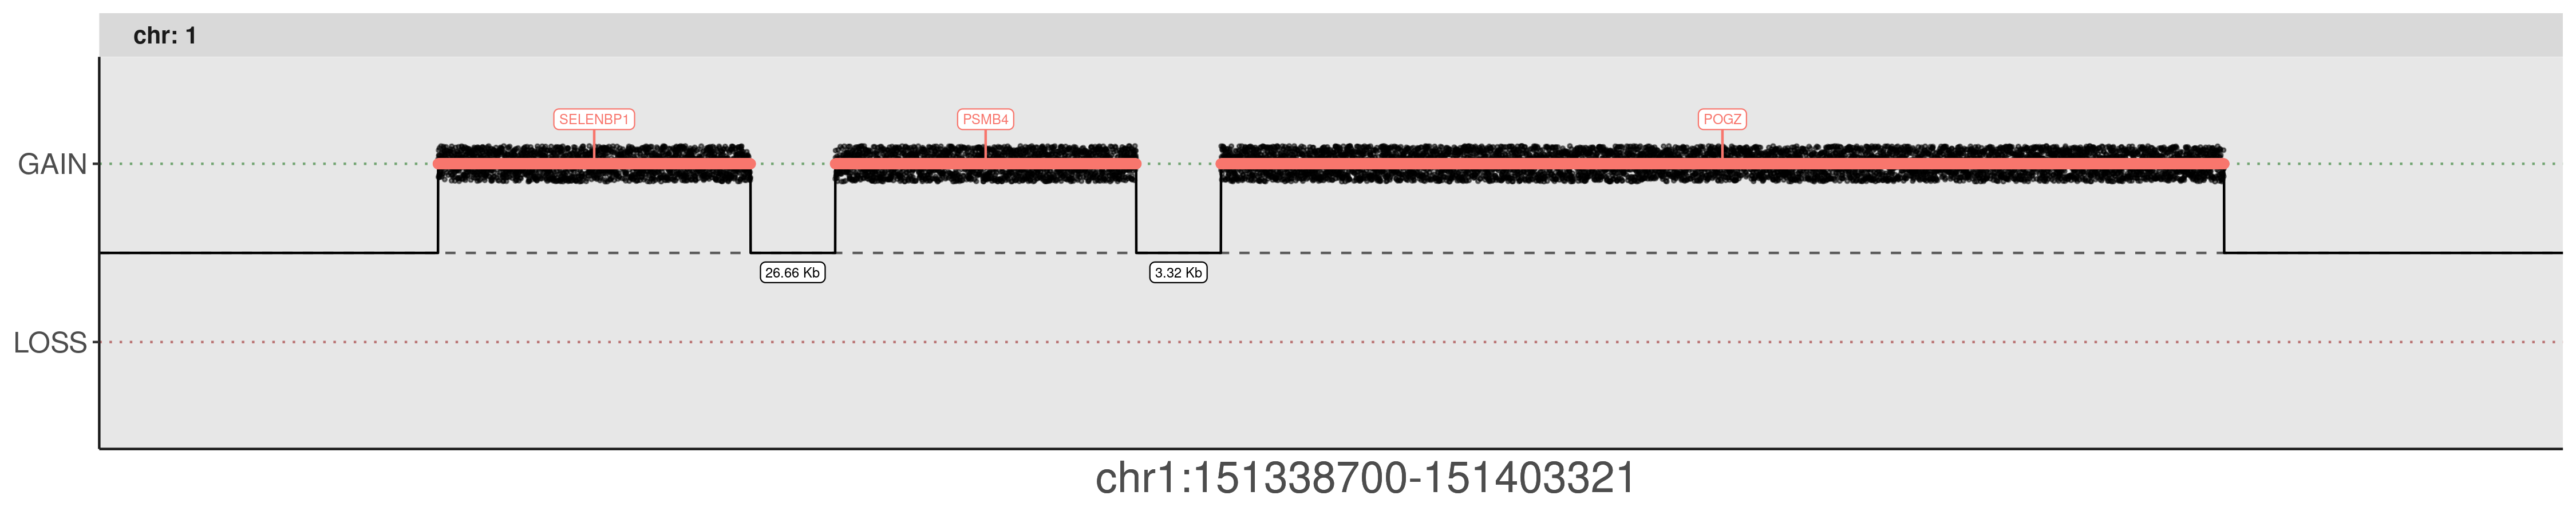 chr: 1
SELENBP1
PSMB4
POGZ
GAIN
26.66 Kb
3.32 Kb
LOSS
chr1:151338700-151403321